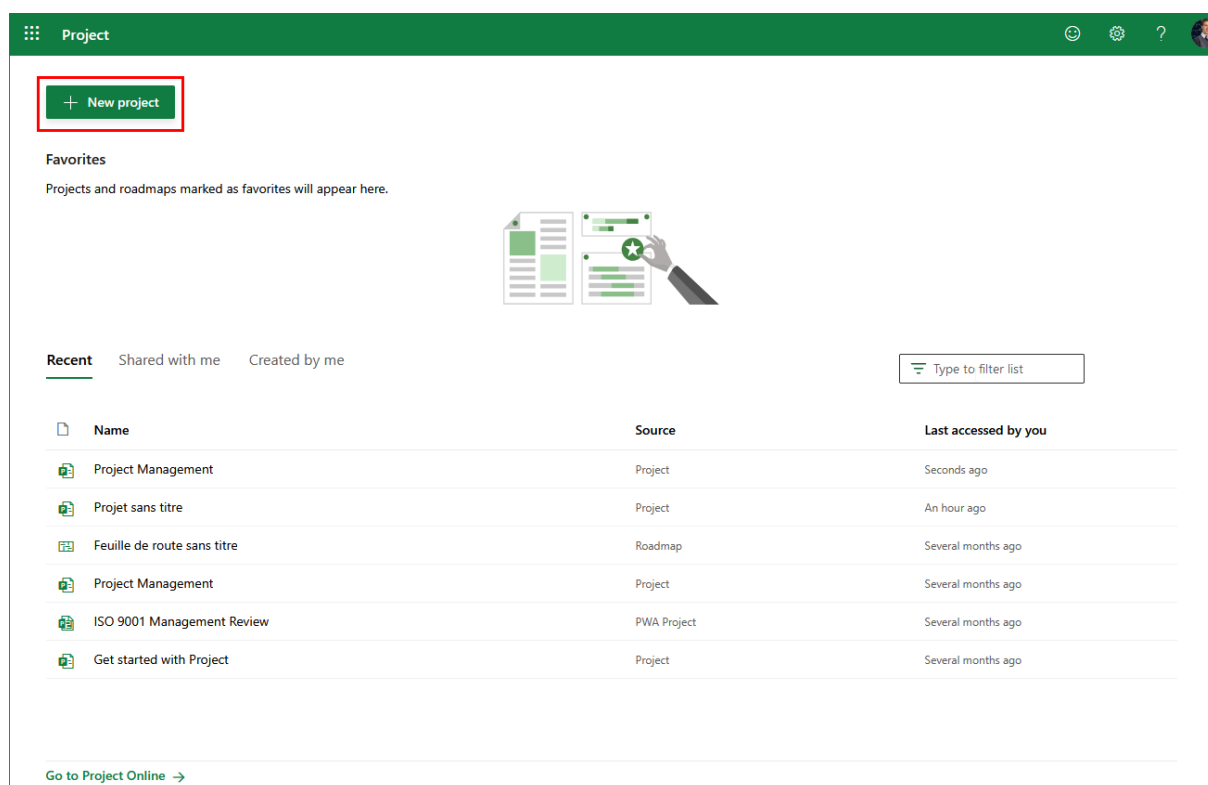 Project
?
+ New project
Favorites
Projects and roadmaps marked as favorites will appear here.
Recent Shared with me Created by me Type to filter list
Name Source Last accessed by you
Project Management Project Seconds ago
Projet sans titre Project An hour ago
Feuille de route sans titre Roadmap Several months ago
Project Management Project Several months ago
ISO 9001 Management Review PWA Project Several months ago
Get started with Project Project Several months ago
Go to Project Online →